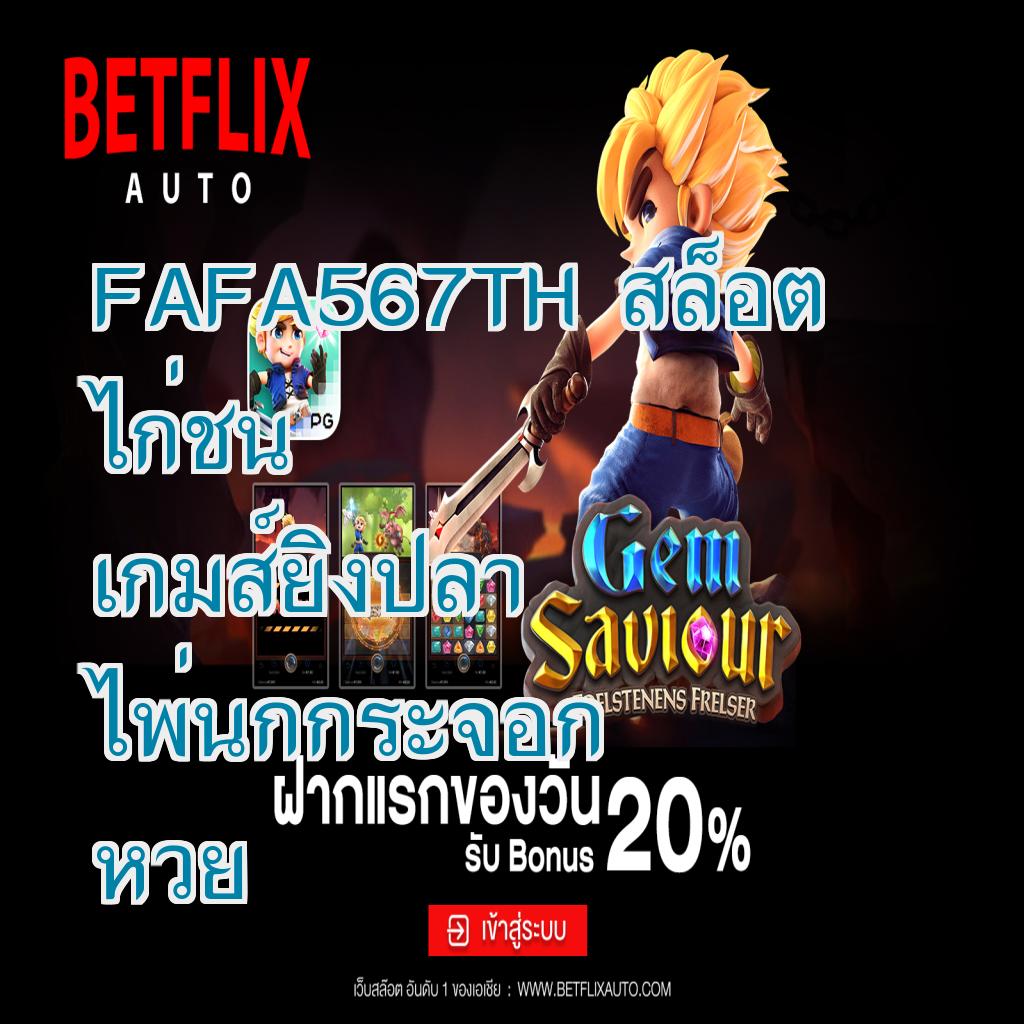 BETFLIX
AUTO
FAFA567TH สล็อต
ไก่ชน
PG
เกมส์ยิงปลา
Gem
Saviour
FRELSER
ไพ่นกกระจอก
ฝากแรกของวัน 20%
รับ Bonus
หวย
เข้าสู่ระบบ
เว็บสล๊อต อันดับ 1 ของเอเชีย : WWW.BETFLIXAUTO.COM